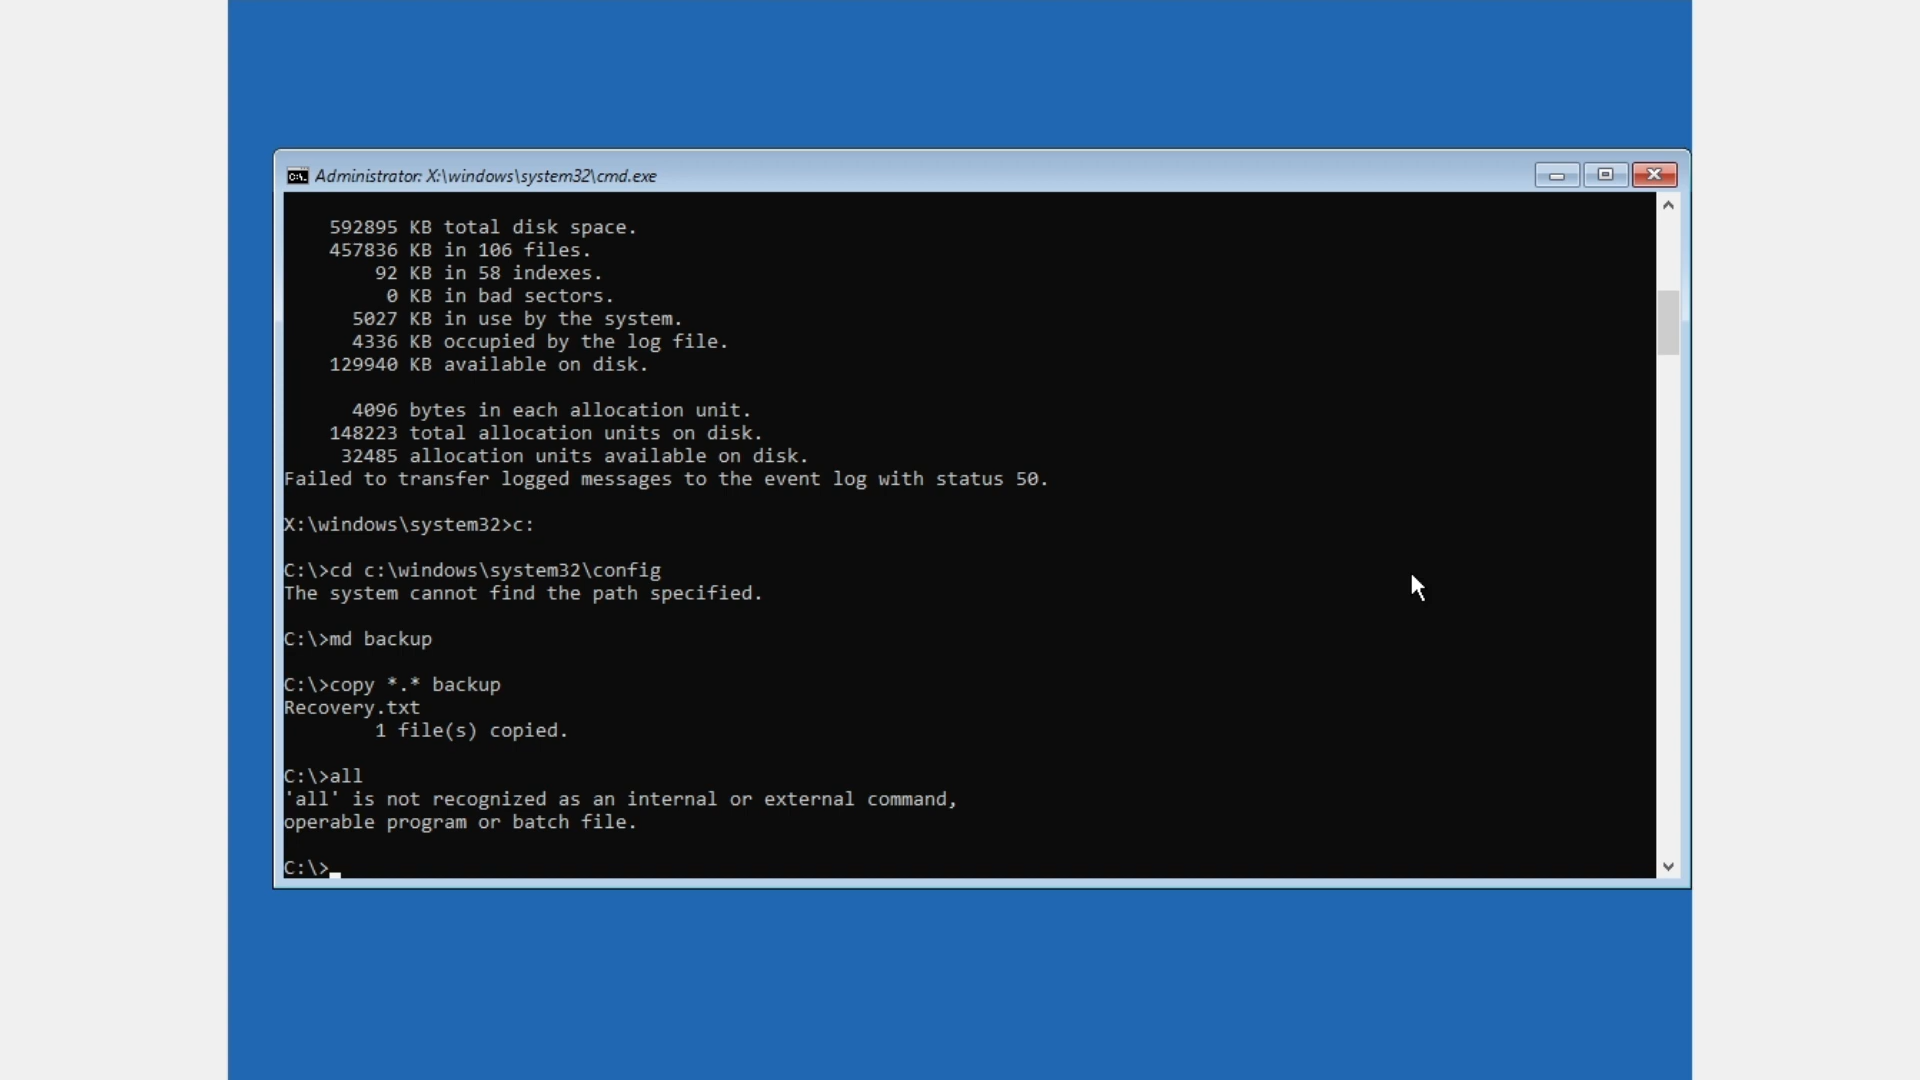 Administrator: X:\windows\system32\cmd.exe
592895 KB total disk space.
457836 KB in 106 files.
92 KB in 58 indexes.
0 KB in bad sectors.
5027 KB in use by the system.
4336 KB occupied by the log file.
129940 KB available on disk.
4096 bytes in each allocation unit.
148223 total allocation units on disk.
32485 allocation units available on disk.
Failed to transfer logged messages to the event log with status 50.
X:\windows\system32>c:
C:\>cd c:\windows\system32\config
The system cannot find the path specified.
C:\>md backup
C:\>copy *.* backup
Recovery.txt
1 file(s) copied.
C:\>all
'all' is not recognized as an internal or external command,
operable program or batch file.
C:\>